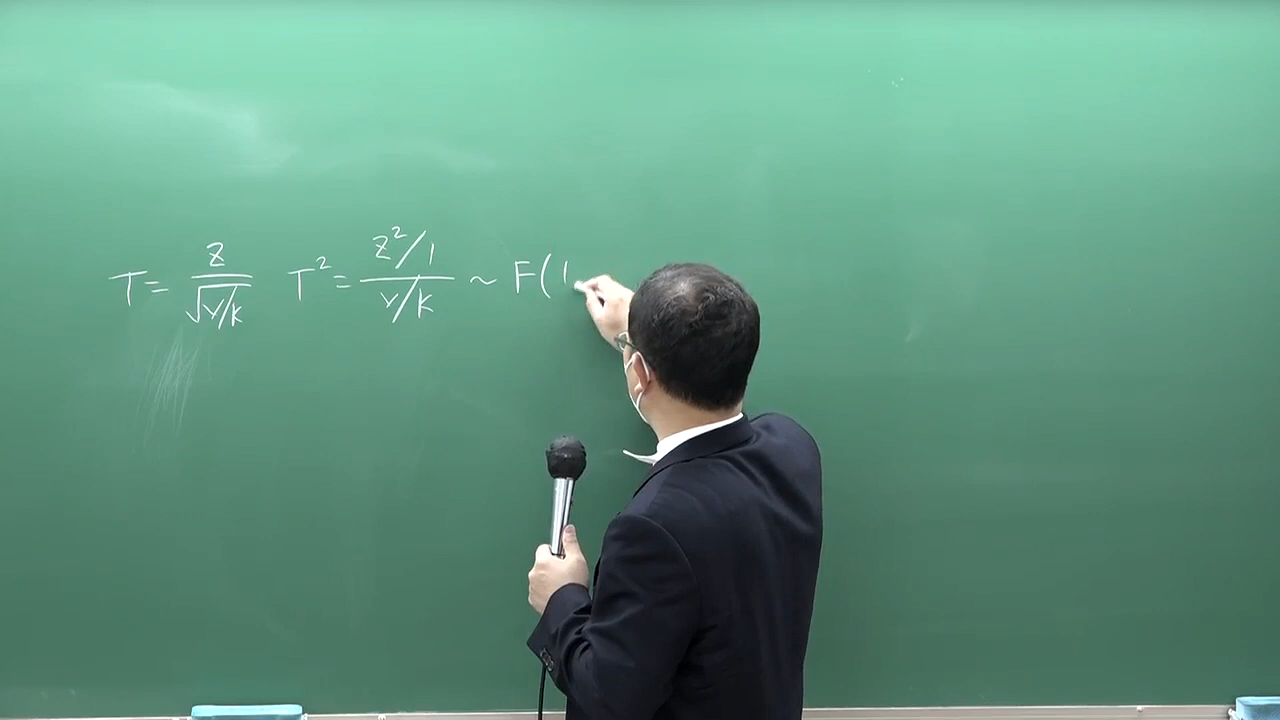 T = Z / √V/K  T² = Z²/1 / V/K ~ F(1